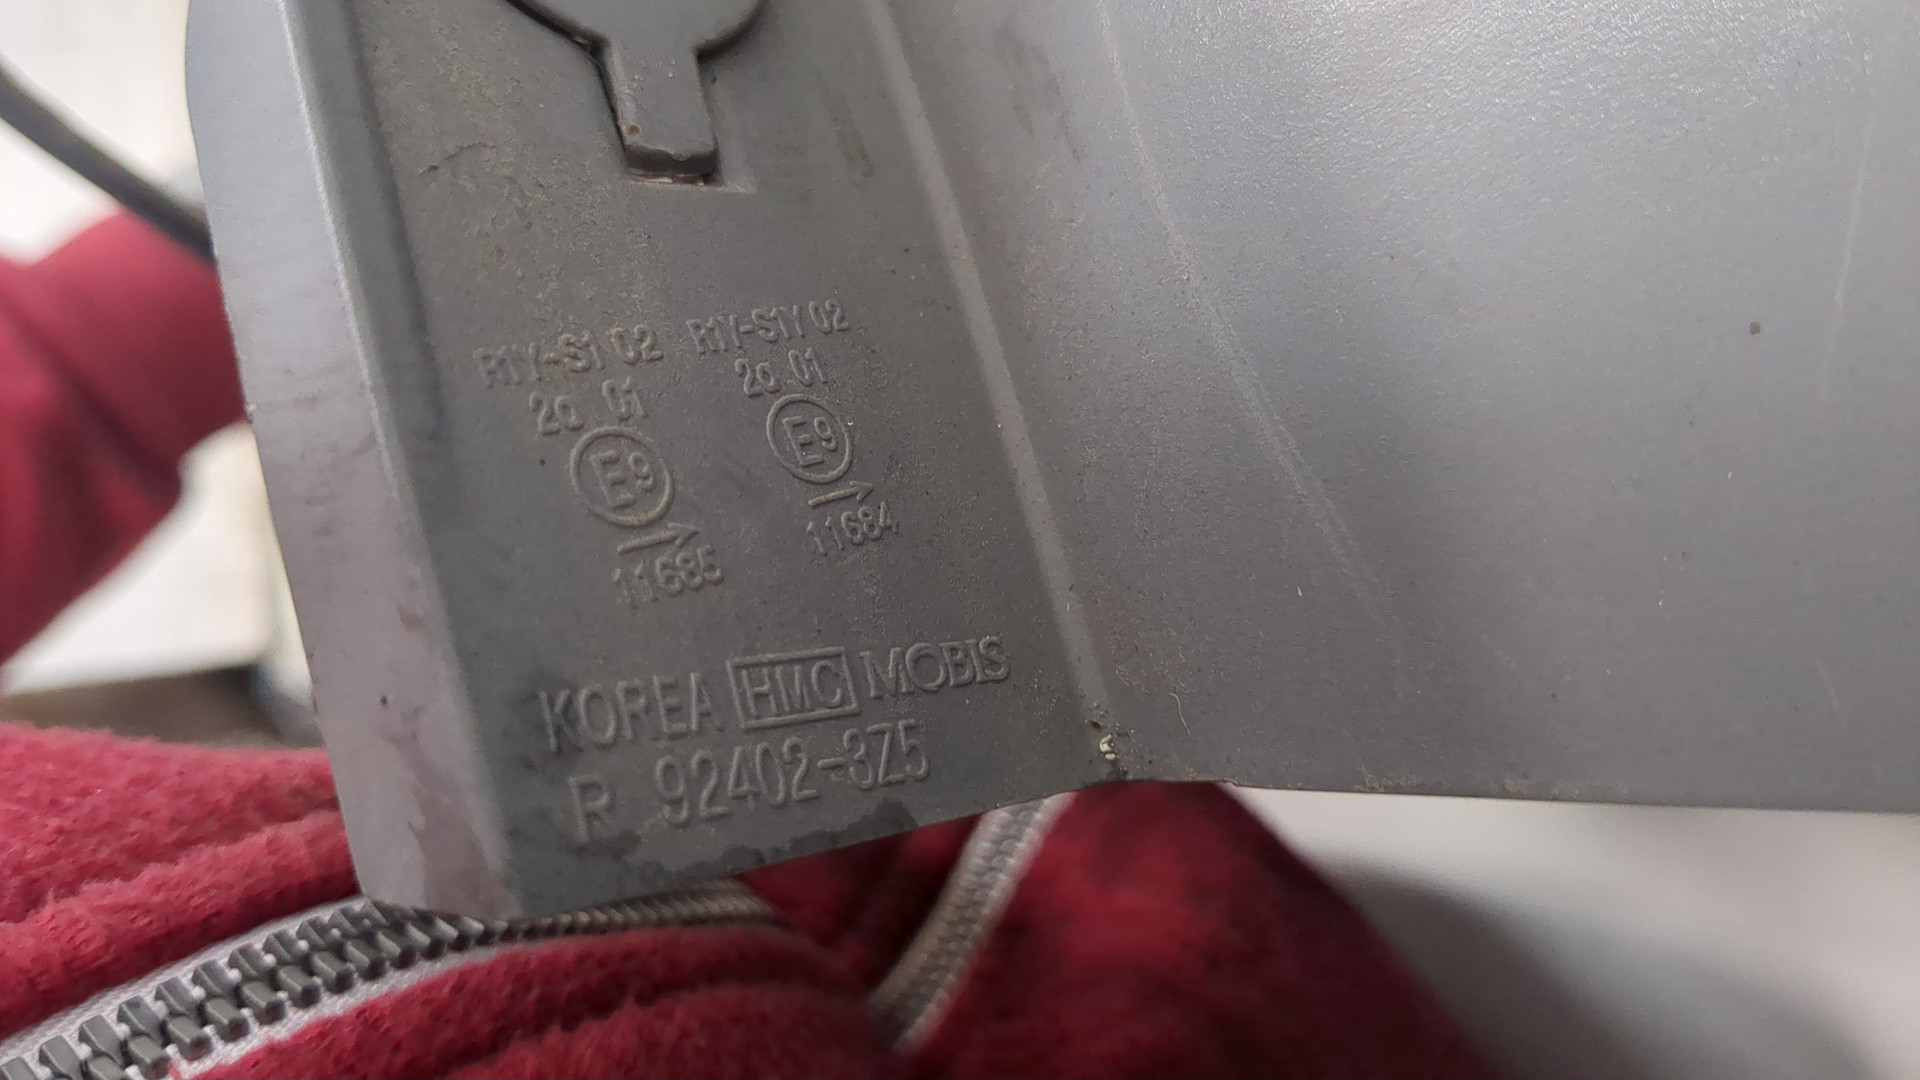 R1Y-S1 02
2a 01
E9
→
11685
R1Y-S1Y 02
2a 01
E9
→
11684
KOREA HMC MOBIS
R 92402-3Z5